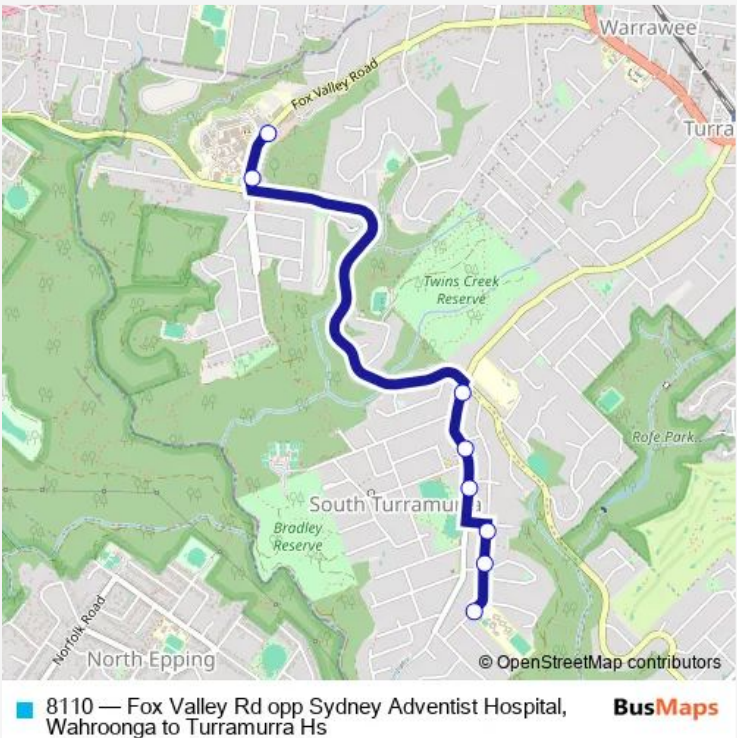 Warrawee
Fox Valley Road
Turra
Twins Creek
Reserve
Rofe Park
South Turramurra
Bradley
Reserve
Norfolk Road
North Epping
© OpenStreetMap contributors
8110 — Fox Valley Rd opp Sydney Adventist Hospital,
Wahroonga to Turramurra Hs
BusMaps